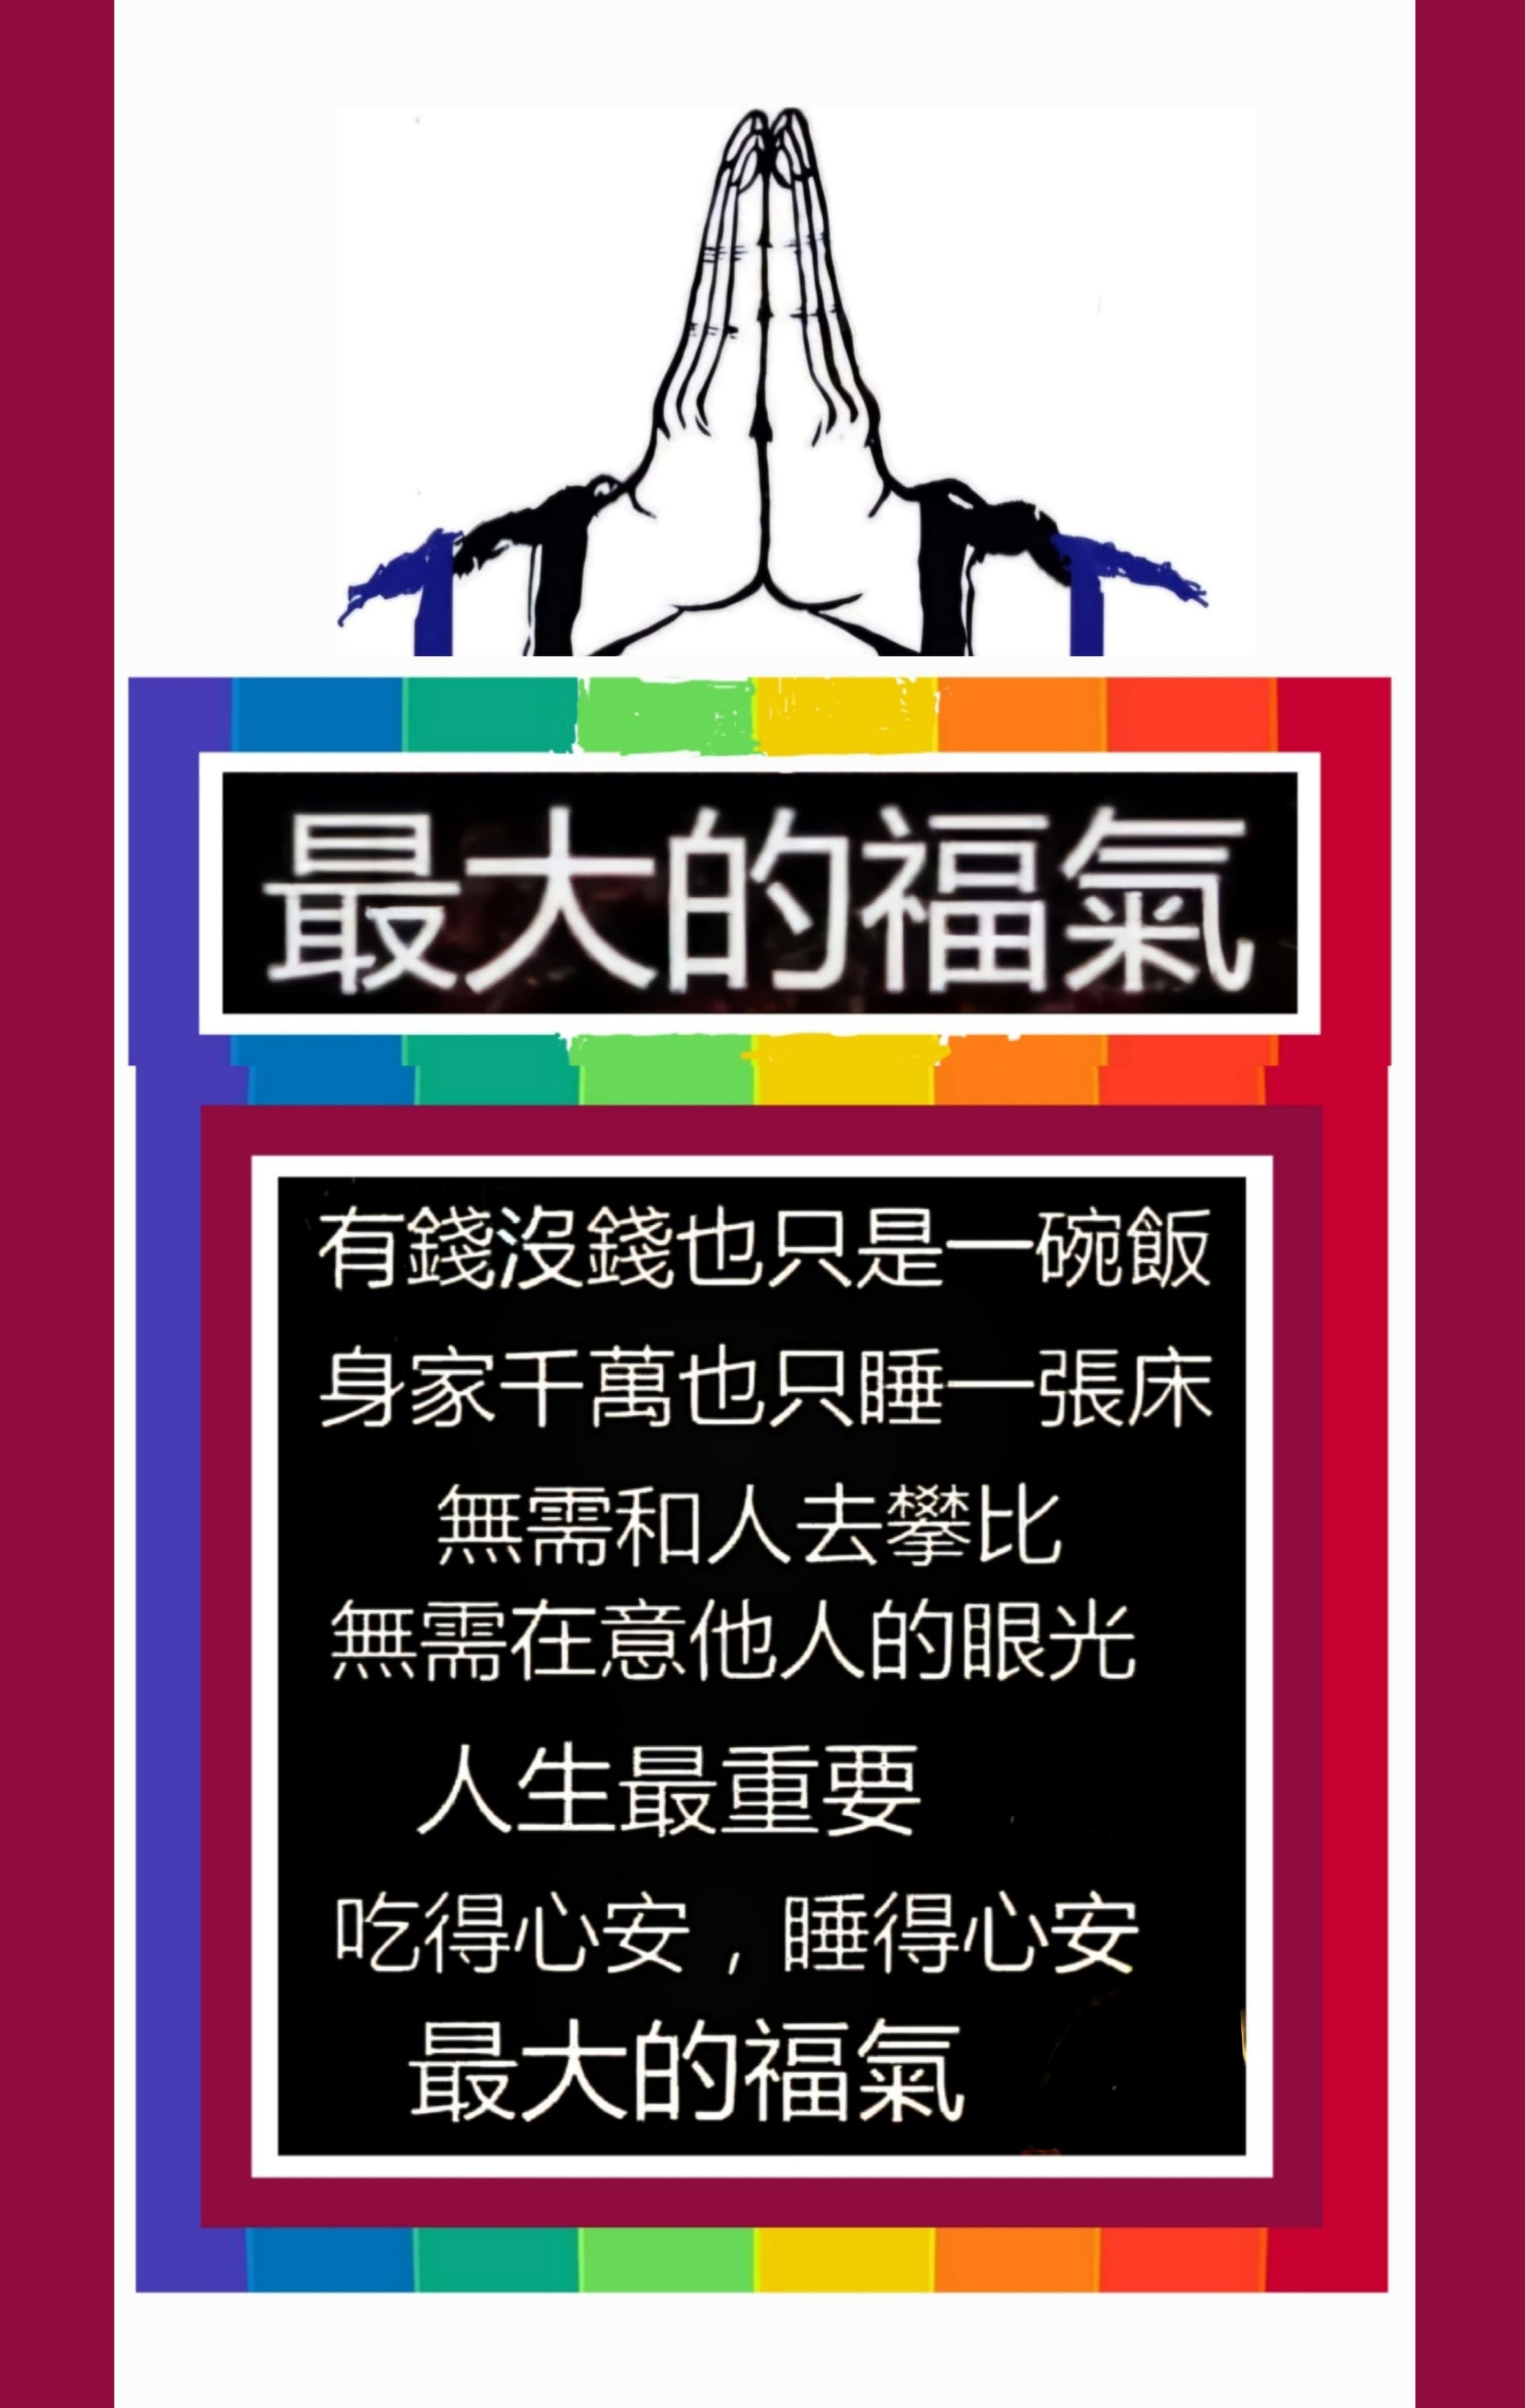 最大的福氣
有錢沒錢也只是一碗飯
身家千萬也只睡一張床
無需和人去攀比
無需在意他人的眼光
人生最重要
吃得心安，睡得心安
最大的福氣